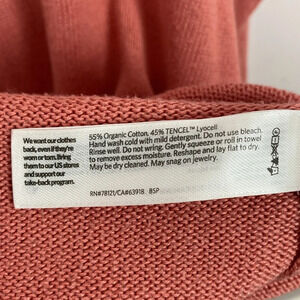 We want our clothes
back, even if they're
worn or torn. Bring
them to our US stores
and support our
take-back program.
55% Organic Cotton, 45% TENCEL™ Lyocell
Hand wash cold with mild detergent. Do not use bleach.
Rinse well. Do not wring. Gently squeeze or roll in towel
to remove excess moisture. Reshape and lay flat to dry.
May be dry cleaned. May snag on jewelry.
RN#78121/CA#63918 BSP